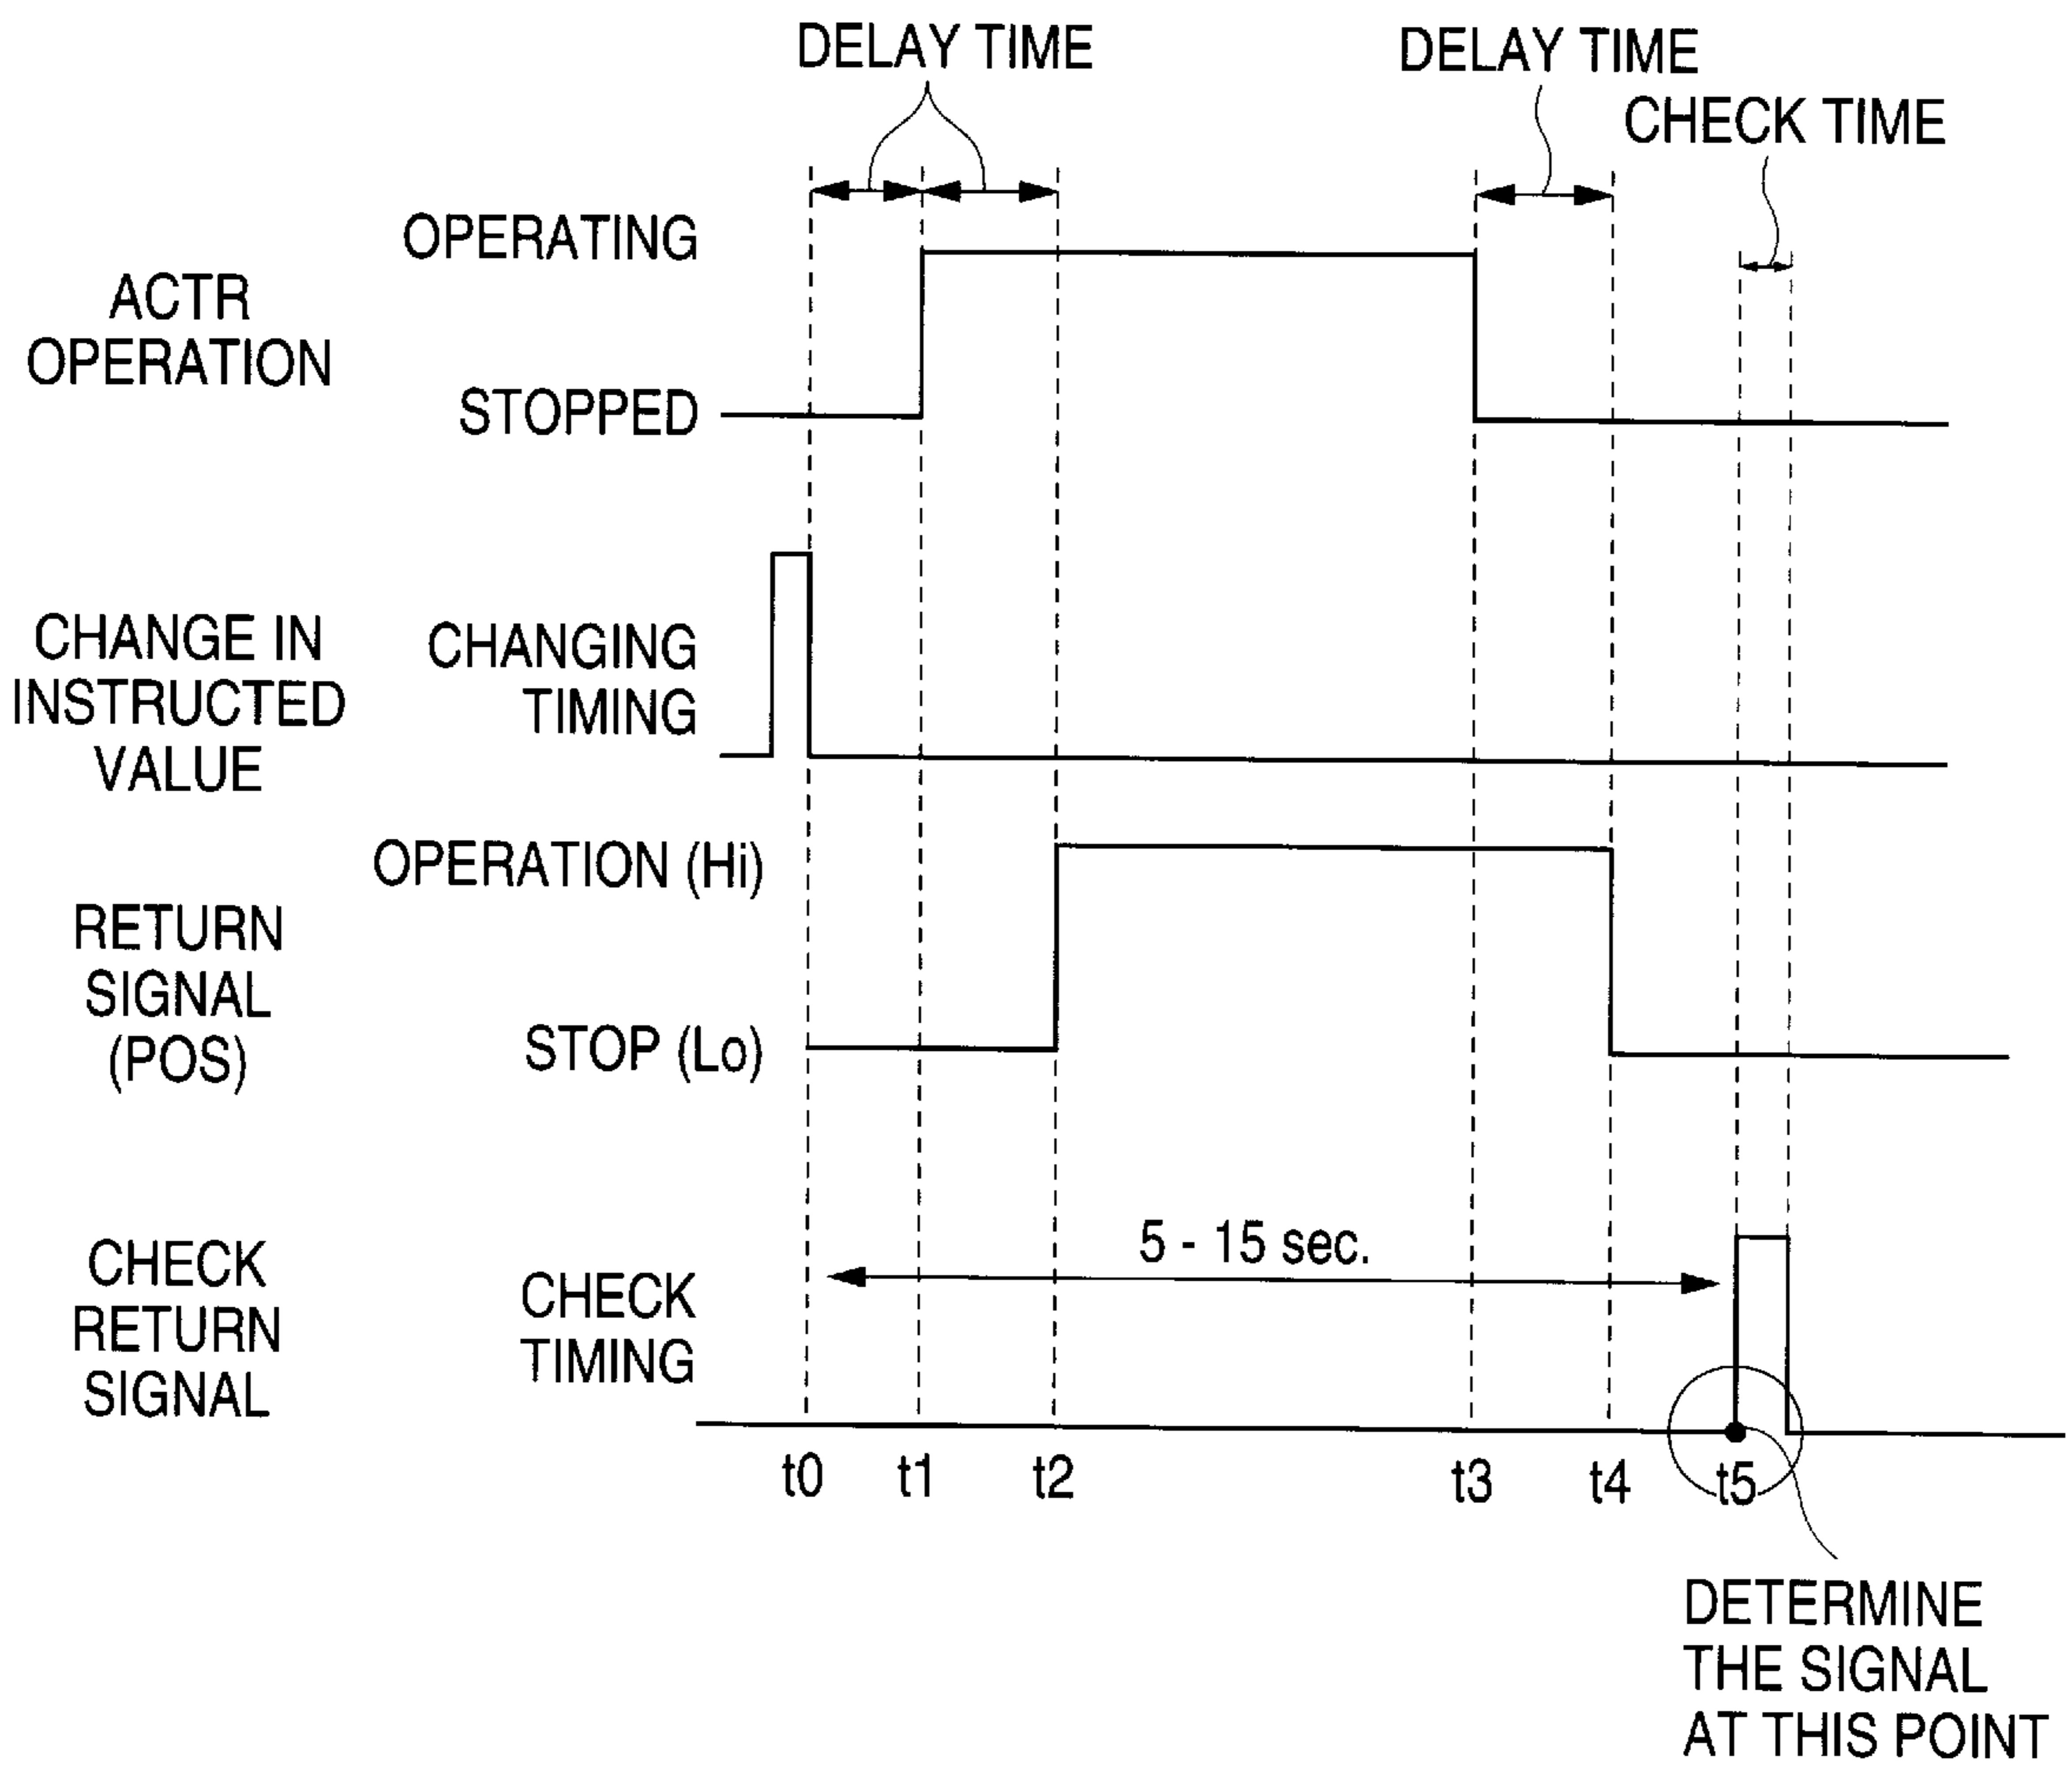 DELAY TIME
DELAY TIME
CHECK TIME
OPERATING
ACTR
OPERATION
STOPPED
CHANGE IN
INSTRUCTED
VALUE
CHANGING
TIMING
OPERATION (Hi)
RETURN
SIGNAL
(POS)
STOP (Lo)
5 - 15 sec.
CHECK
RETURN
SIGNAL
CHECK
TIMING
t0 t1 t2 t3 t4 t5
DETERMINE
THE SIGNAL
AT THIS POINT